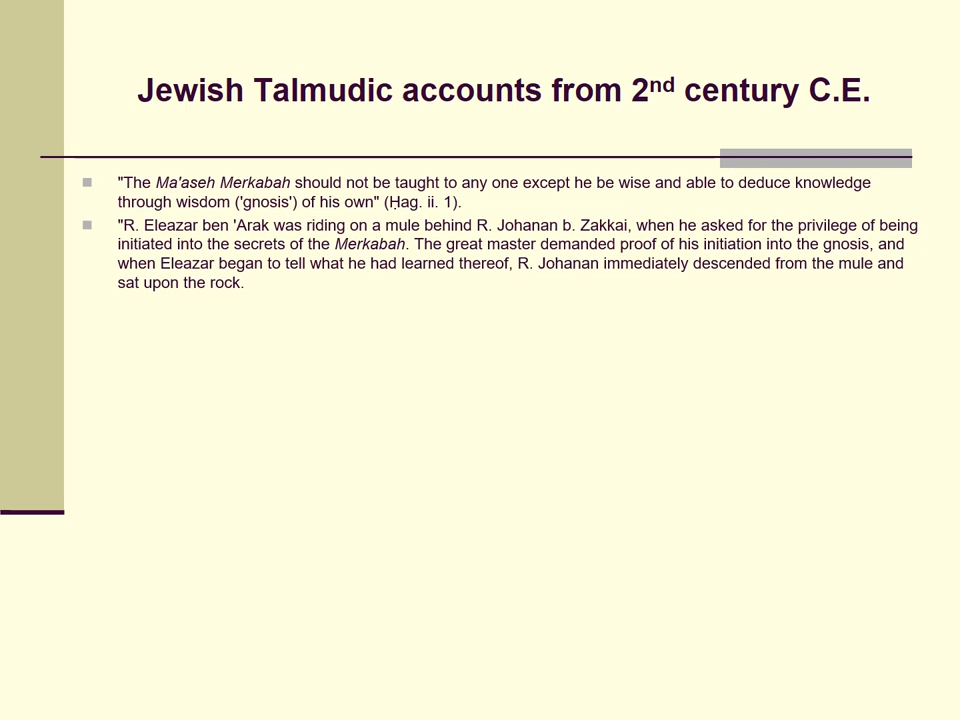 Jewish Talmudic accounts from 2nd century C.E.
"The Ma'aseh Merkabah should not be taught to any one except he be wise and able to deduce knowledge
through wisdom ('gnosis') of his own" (Ḥag. ii. 1).
"R. Eleazar ben 'Arak was riding on a mule behind R. Johanan b. Zakkai, when he asked for the privilege of being
initiated into the secrets of the Merkabah. The great master demanded proof of his initiation into the gnosis, and
when Eleazar began to tell what he had learned thereof, R. Johanan immediately descended from the mule and
sat upon the rock.